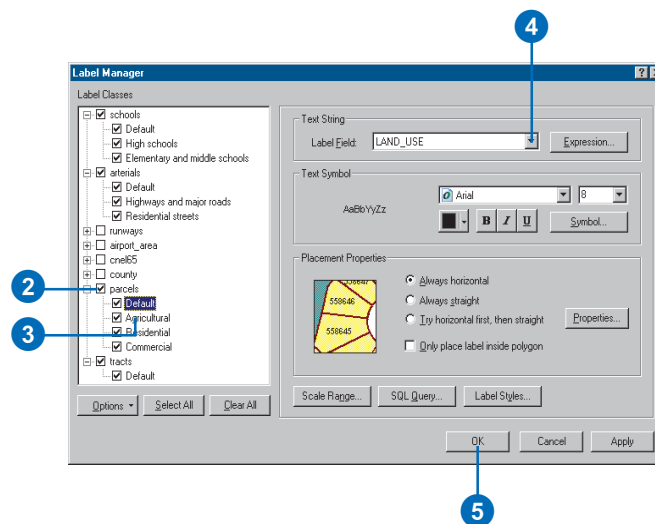 4
Label Manager
Label Classes
schools
Default
High schools
Elementary and middle schools
arterials
Default
Highways and major roads
Residential streets
runways
airport_area
cnel65
county
2
parcels
Default
3
Agricultural
Residential
Commercial
tracts
Default
Options
Select All
Clear All
Text String
Label Field:
LAND_USE
Expression...
Text Symbol
AaBbYyZz
Arial
8
B I U
Symbol...
Placement Properties
558647
558646
558645
Always horizontal
Always straight
Try horizontal first, then straight
Only place label inside polygon
Properties...
Scale Range...
SQL Query...
Label Styles...
OK
Cancel
Apply
5